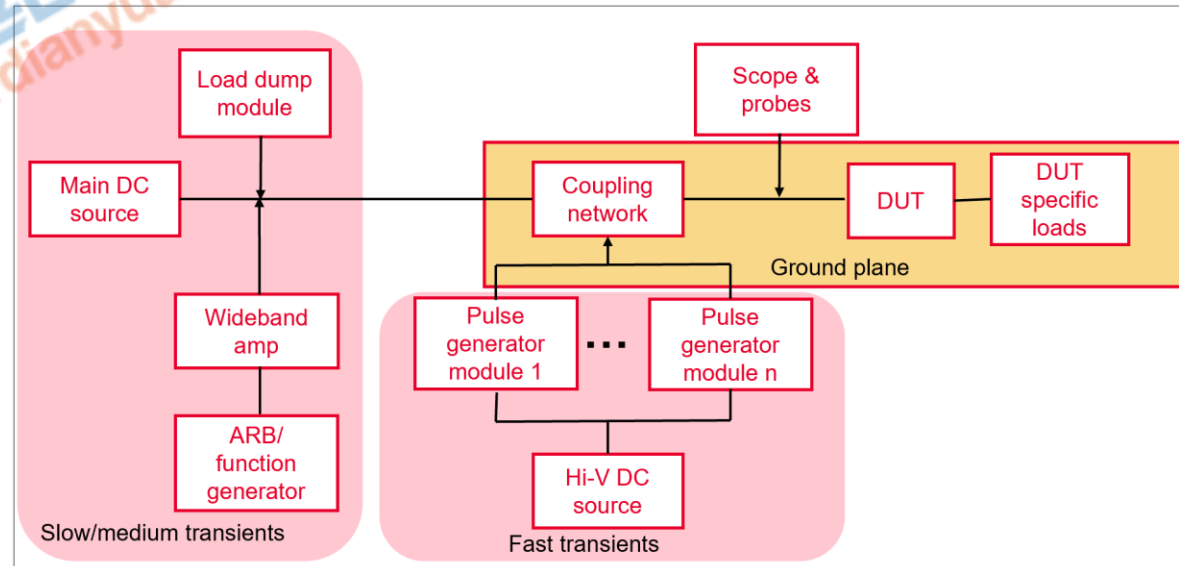 Load dump
module
Scope &
probes
Main DC
source
Coupling
network
DUT
DUT
specific
loads
Ground plane
Wideband
amp
Pulse
generator
module 1
...
Pulse
generator
module n
ARB/
function
generator
Hi-V DC
source
Slow/medium transients
Fast transients